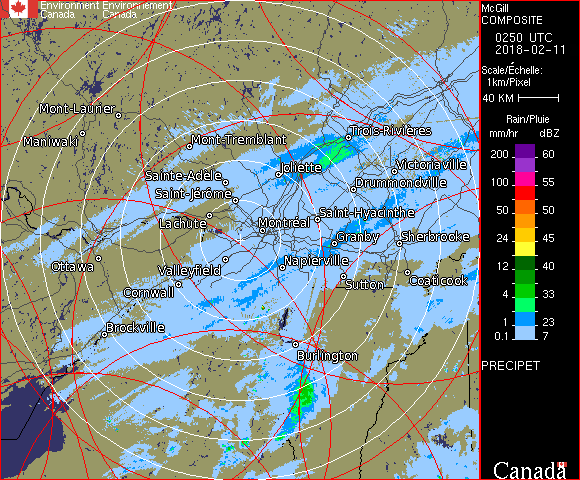 Environment Environnement
Canada Canada
McGill
COMPOSITE
0250 UTC
2018-02-11
Scale/Échelle:
1km/Pixel
40 KM
Rain/Pluie
mm/hr dBZ
200 60
100 55
50 50
24 45
12 40
4 33
1 23
0.1 7
PRECIPET
Canada
Mont-Laurier
Maniwaki
Mont-Tremblant
Trois-Rivières
Sainte-Adele
Joliette
Victoriaville
Saint-Jérôme
Drummondville
Lachute
Montréal
Saint-Hyacinthe
Granby
Sherbrooke
Ottawa
Valleyfield
Napierville
Cornwall
Sutton
Coaticook
Brockville
Burlington